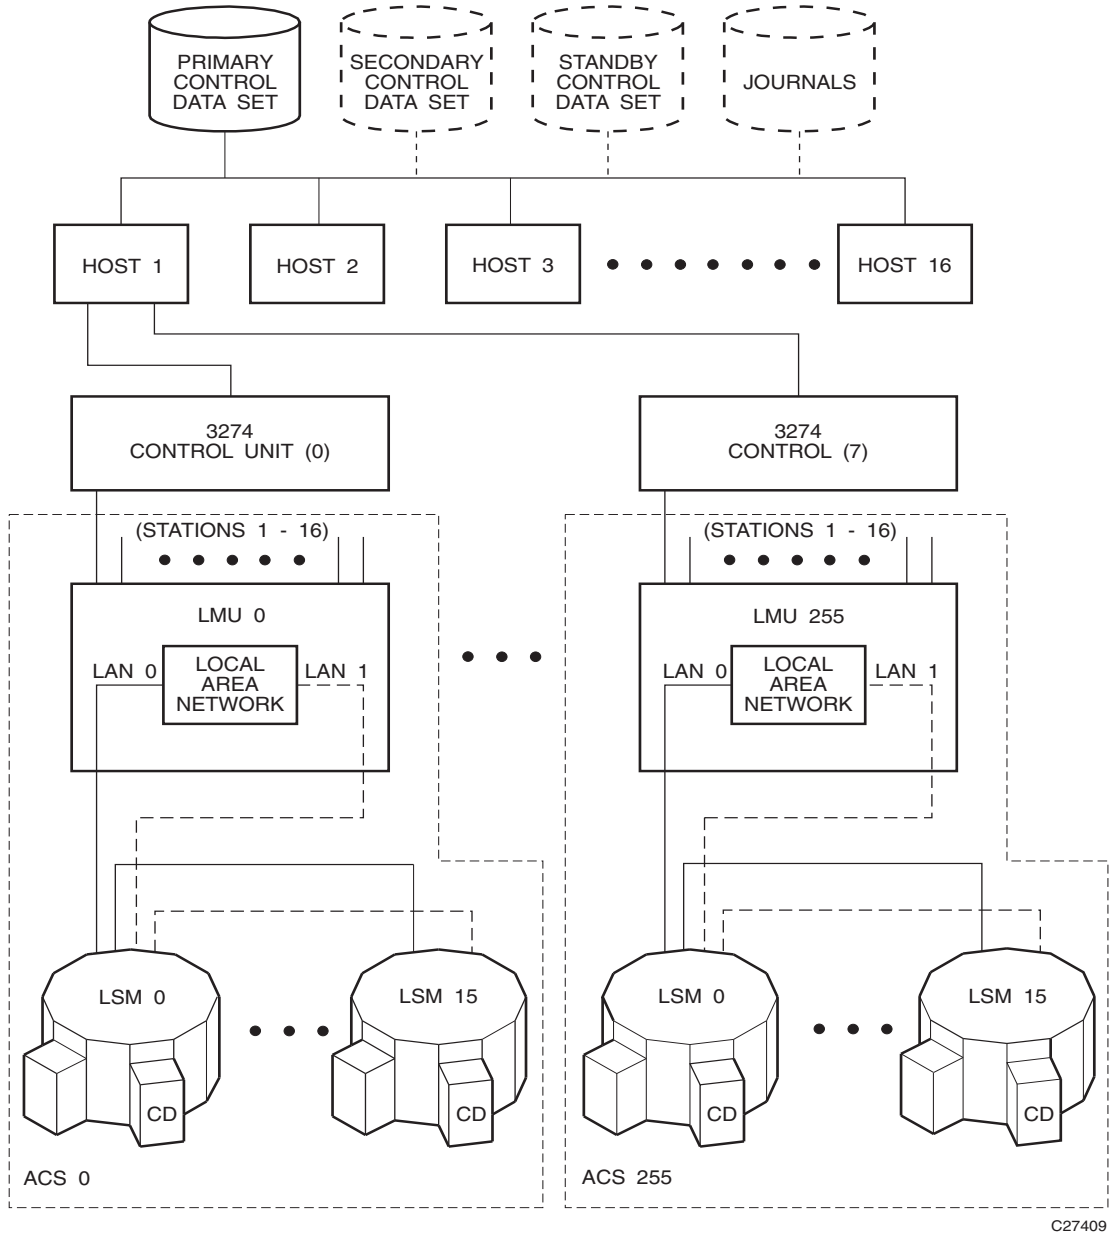 PRIMARY
CONTROL
DATA SET
SECONDARY
CONTROL
DATA SET
STANDBY
CONTROL
DATA SET
JOURNALS
HOST 1
HOST 2
HOST 3
HOST 16
3274
CONTROL UNIT (0)
3274
CONTROL (7)
(STATIONS 1 - 16)
(STATIONS 1 - 16)
LMU 0
LAN 0
LOCAL
AREA
NETWORK
LAN 1
LMU 255
LAN 0
LOCAL
AREA
NETWORK
LAN 1
LSM 0
CD
LSM 15
CD
LSM 0
CD
LSM 15
CD
ACS 0
ACS 255
C27409